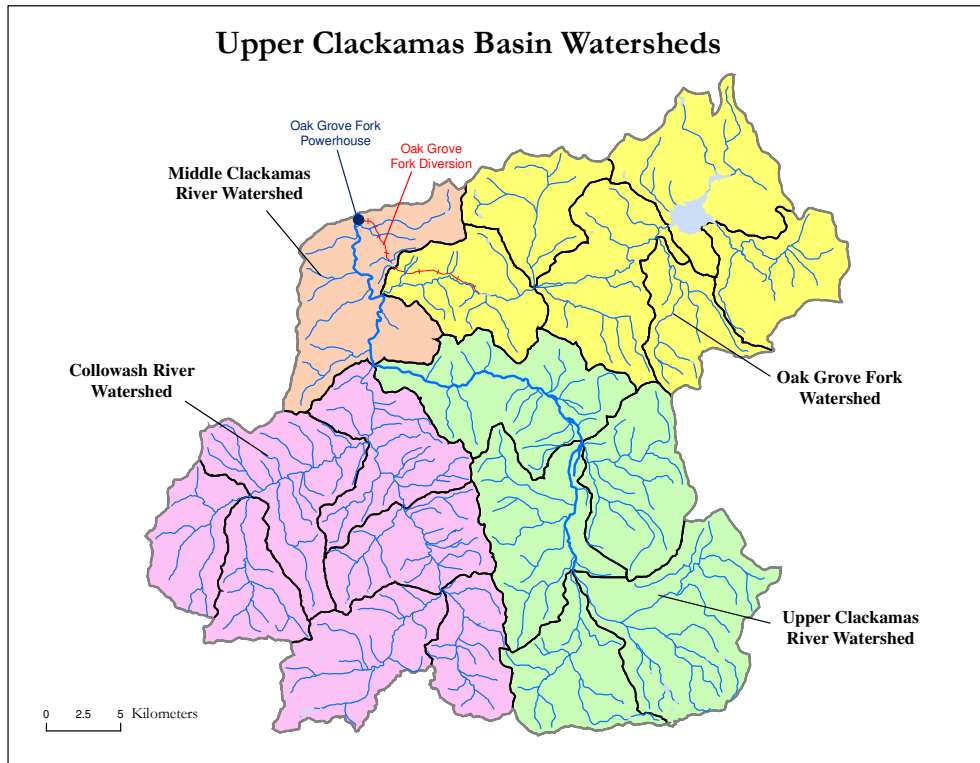 Upper Clackamas Basin Watersheds
Oak Grove Fork
Powerhouse
Oak Grove
Fork Diversion
Middle Clackamas
River Watershed
Collowash River
Watershed
Oak Grove Fork
Watershed
Upper Clackamas
River Watershed
0 2.5 5 Kilometers